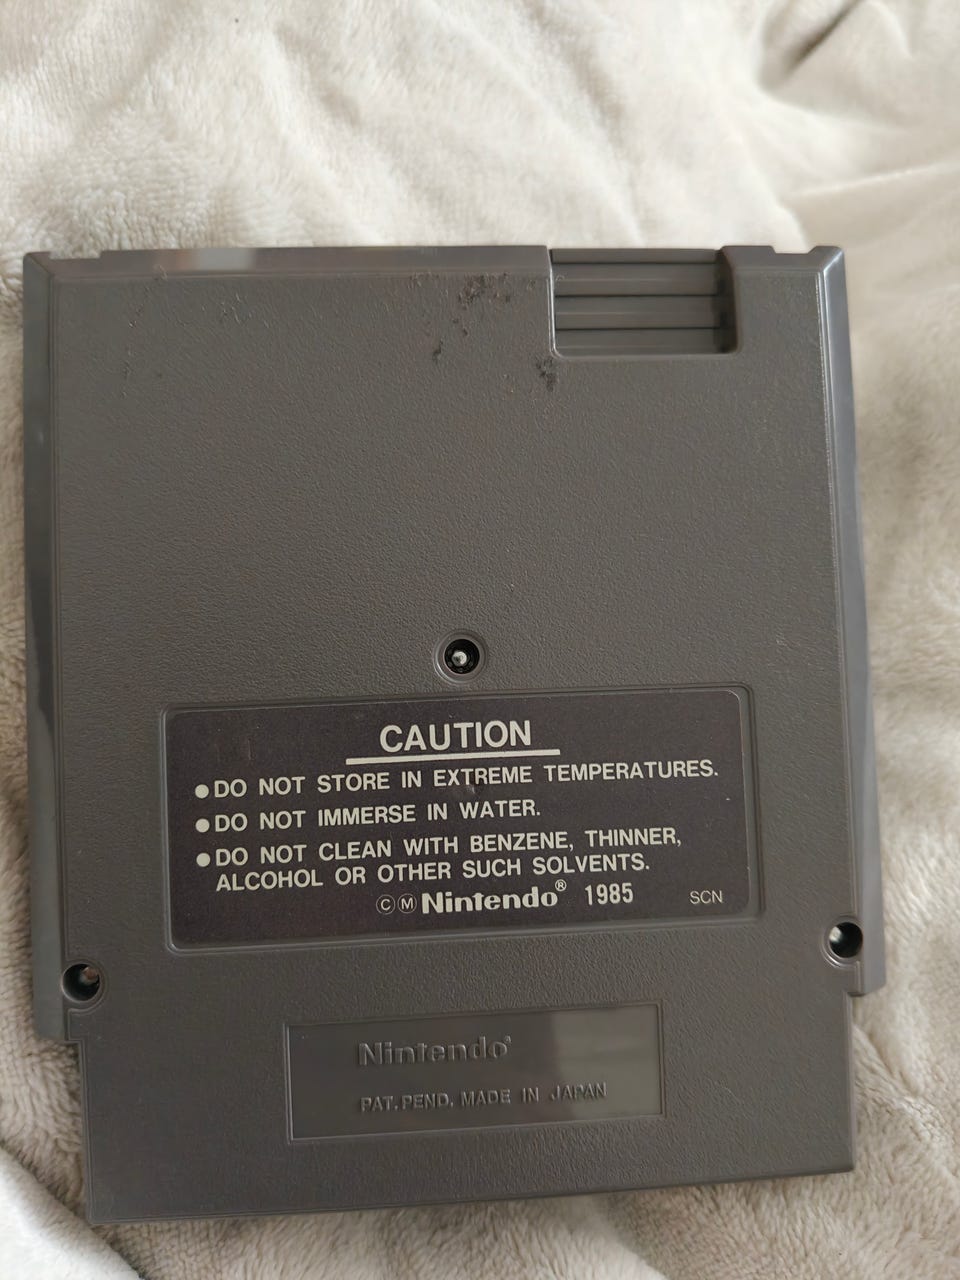 CAUTION
●DO NOT STORE IN EXTREME TEMPERATURES.
●DO NOT IMMERSE IN WATER.
●DO NOT CLEAN WITH BENZENE, THINNER,
ALCOHOL OR OTHER SUCH SOLVENTS.
ⒸⓂ Nintendo® 1985 SCN
Nintendo®
PAT. PEND. MADE IN JAPAN